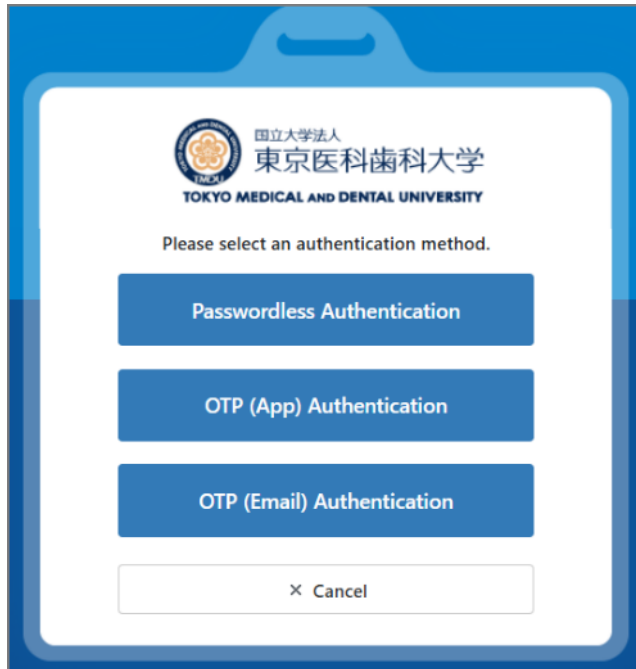 国立大学法人
東京医科歯科大学
TOKYO MEDICAL AND DENTAL UNIVERSITY
TMDU
Please select an authentication method.
Passwordless Authentication
OTP (App) Authentication
OTP (Email) Authentication
× Cancel